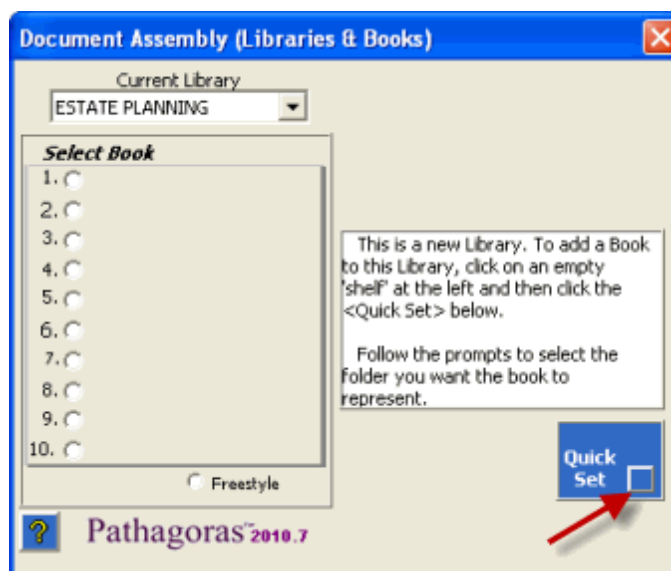 Document Assembly (Libraries & Books)
Current Library
ESTATE PLANNING
Select Book
1.
2.
3.
4.
5.
6.
7.
8.
9.
10.
Freestyle
This is a new Library. To add a Book
to this Library, click on an empty
'shelf' at the left and then click the
<Quick Set> below.
Follow the prompts to select the
folder you want the book to
represent.
Quick
Set
? Pathagoras™ 2010.7